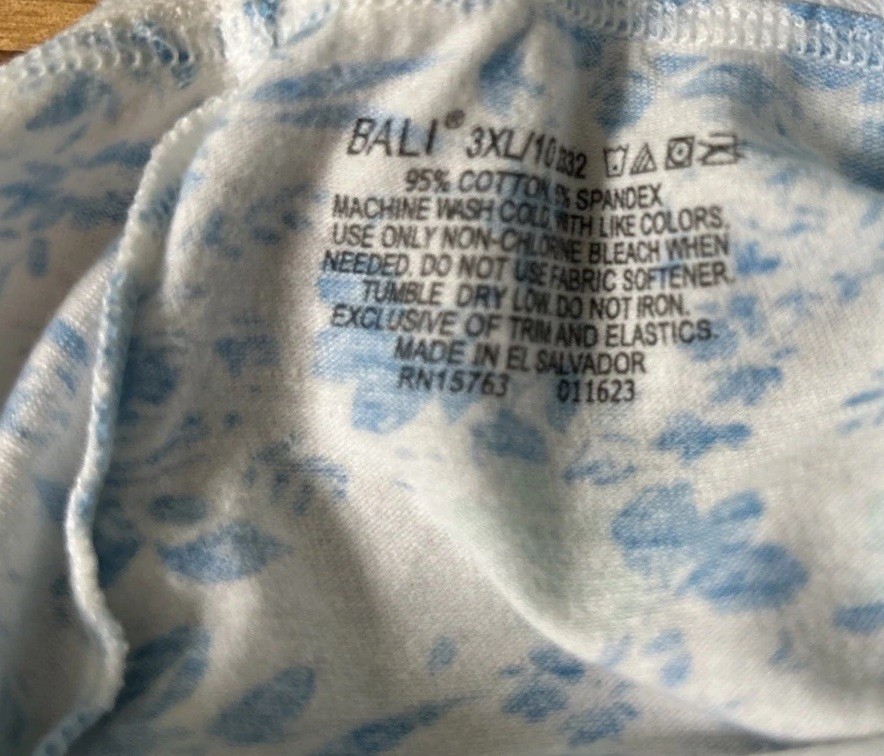 BALI® 3XL/10 332
95% COTTON 5% SPANDEX
MACHINE WASH COLD WITH LIKE COLORS.
USE ONLY NON-CHLORINE BLEACH WHEN
NEEDED. DO NOT USE FABRIC SOFTENER.
TUMBLE DRY LOW. DO NOT IRON.
EXCLUSIVE OF TRIM AND ELASTICS.
MADE IN EL SALVADOR
RN15763 011623